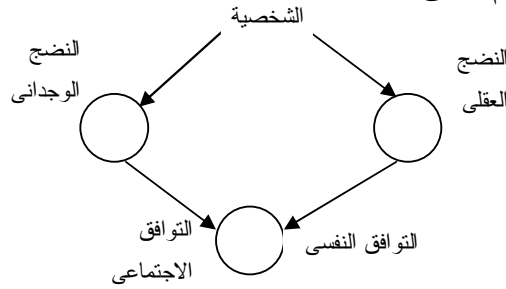 الشخصية
النضج
العقلى
النضج
الوجدانى
التوافق النفسى
التوافق
الاجتماعى